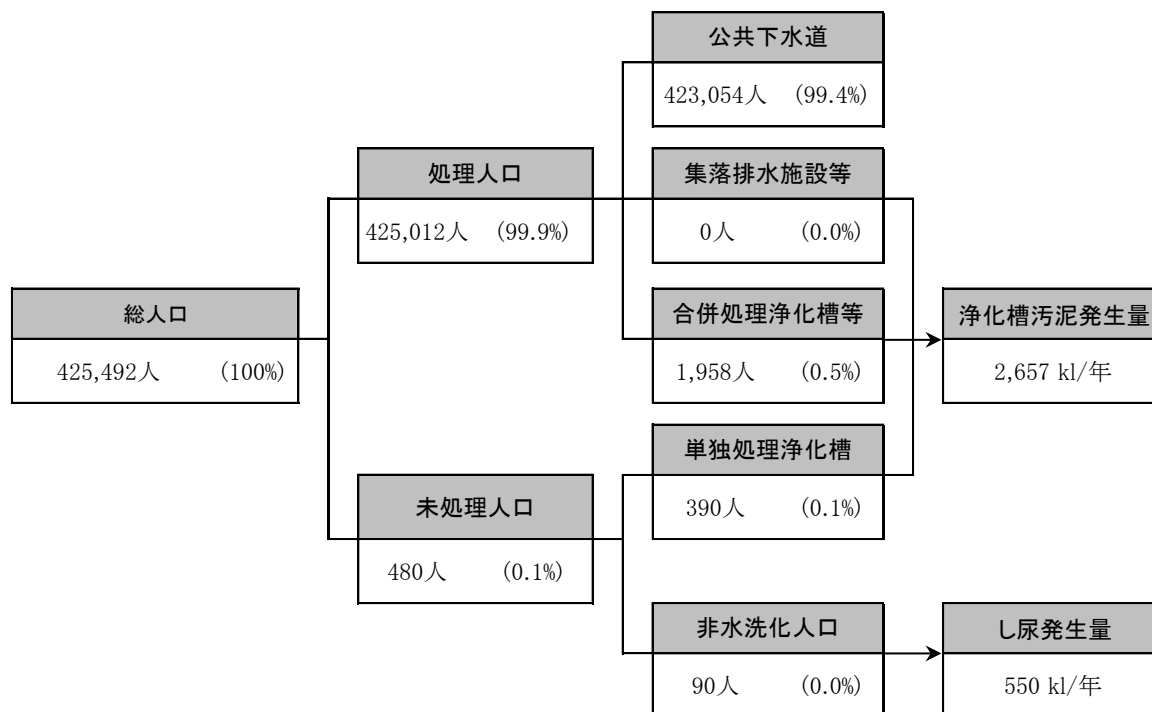 公共下水道
423,054人 (99.4%)
処理人口
425,012人 (99.9%)
集落排水施設等
0人 (0.0%)
総人口
425,492人 (100%)
合併処理浄化槽等
1,958人 (0.5%)
浄化槽汚泥発生量
2,657 kl/年
単独処理浄化槽
390人 (0.1%)
未処理人口
480人 (0.1%)
非水洗化人口
90人 (0.0%)
し尿発生量
550 kl/年